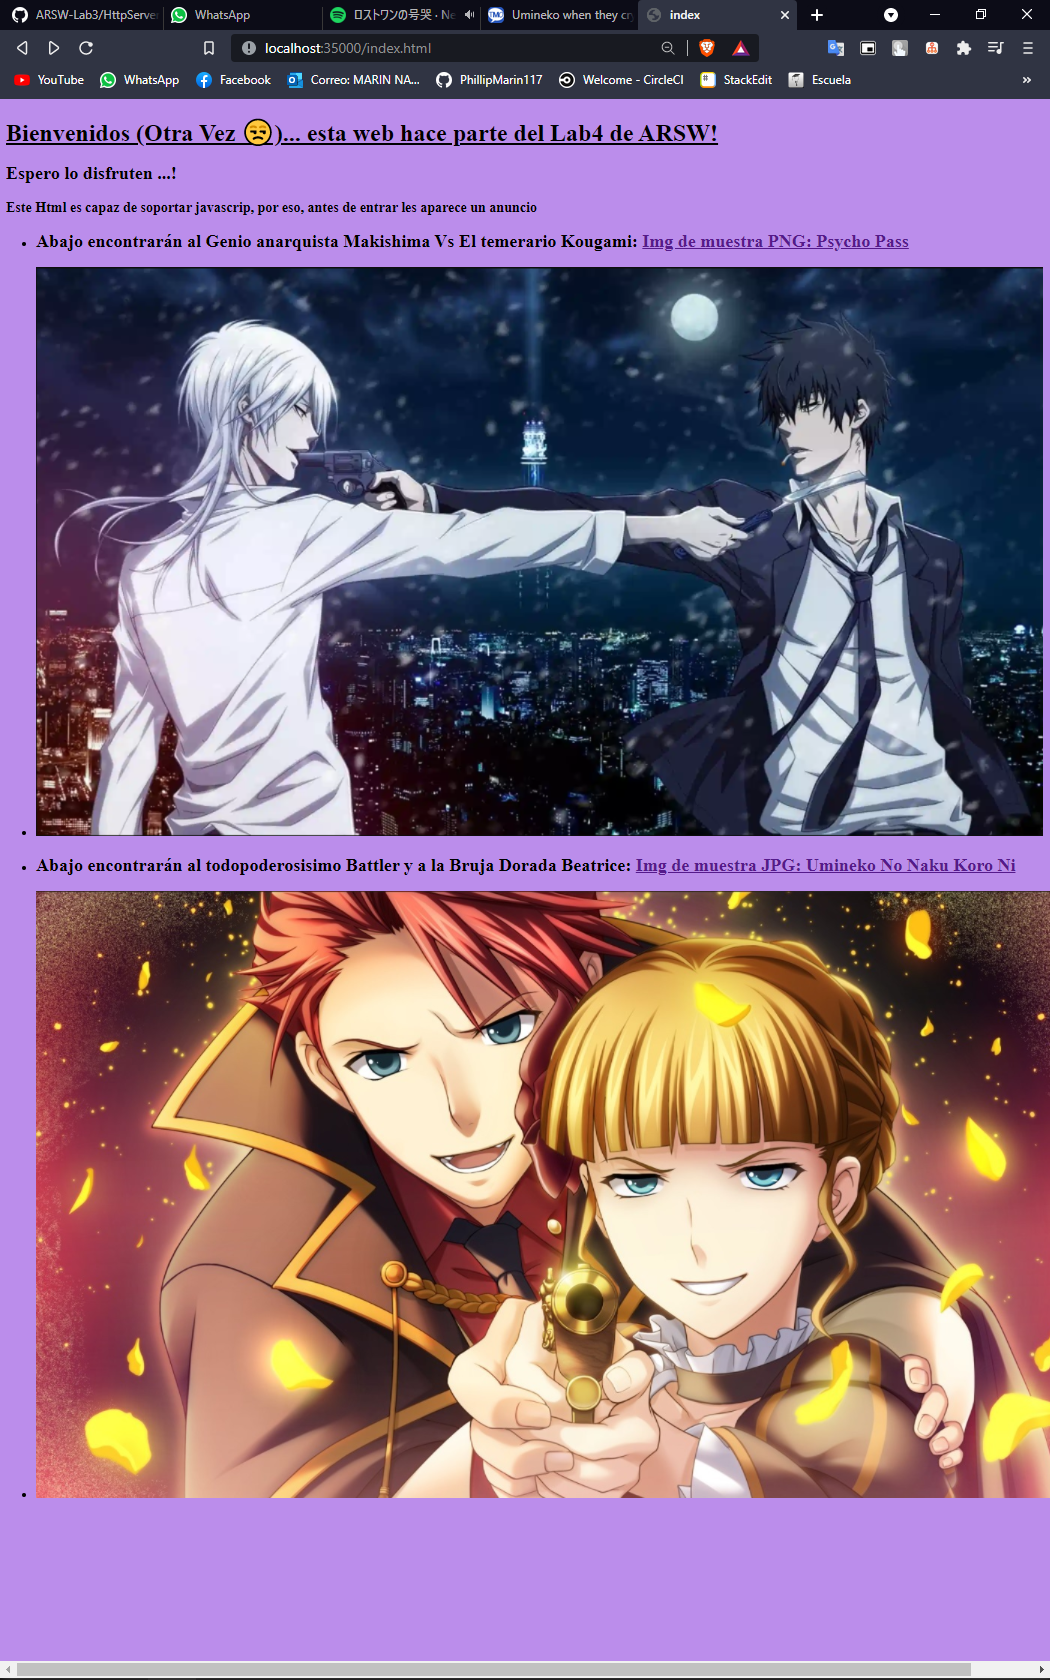 ARSW-Lab3/HttpServe
WhatsApp
ロストワンの号哭 · Ne
TMO
Umineko when they cry
index
localhost:35000/index.html
YouTube
WhatsApp
Facebook
Correo: MARIN NA...
PhillipMarin117
Welcome - CircleCI
StackEdit
Escuela
»
Bienvenidos (Otra Vez 😒)... esta web hace parte del Lab4 de ARSW!
Espero lo disfruten ...!
Este Html es capaz de soportar javascrip, por eso, antes de entrar les aparece un anuncio
Abajo encontrarán al Genio anarquista Makishima Vs El temerario Kougami: Img de muestra PNG: Psycho Pass
Abajo encontrarán al todopoderosisimo Battler y a la Bruja Dorada Beatrice: Img de muestra JPG: Umineko No Naku Koro Ni